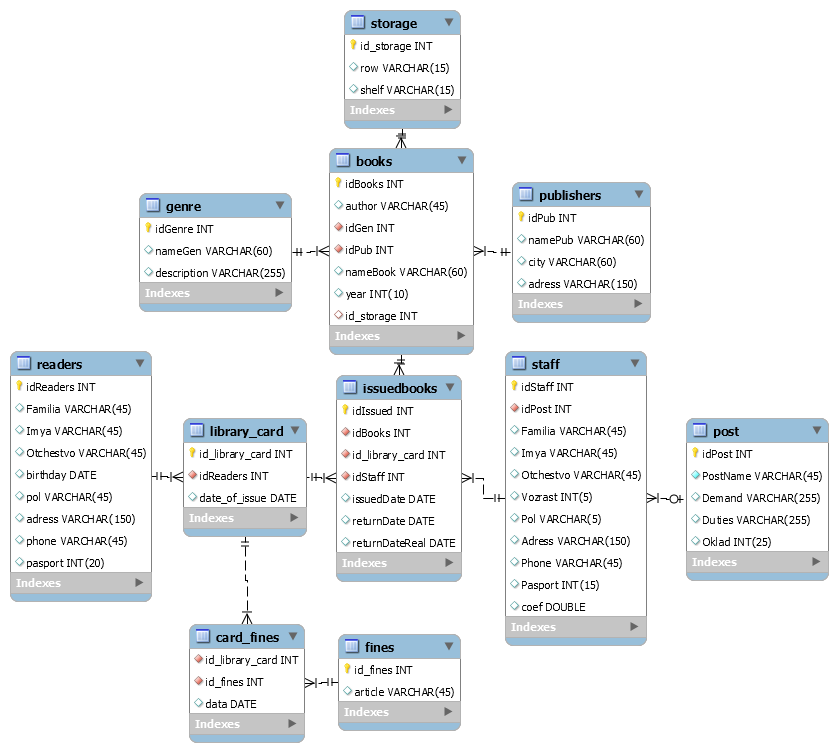 storage
id_storage INT
row VARCHAR(15)
shelf VARCHAR(15)
Indexes
books
idBooks INT
author VARCHAR(45)
idGen INT
idPub INT
nameBook VARCHAR(60)
year INT(10)
id_storage INT
Indexes
genre
idGenre INT
nameGen VARCHAR(60)
description VARCHAR(255)
Indexes
publishers
idPub INT
namePub VARCHAR(60)
city VARCHAR(60)
adress VARCHAR(150)
Indexes
readers
idReaders INT
Familia VARCHAR(45)
Imya VARCHAR(45)
Otchestvo VARCHAR(45)
birthday DATE
pol VARCHAR(45)
adress VARCHAR(150)
phone VARCHAR(45)
pasport INT(20)
Indexes
library_card
id_library_card INT
idReaders INT
date_of_issue DATE
Indexes
issuedbooks
idIssued INT
idBooks INT
id_library_card INT
idStaff INT
issuedDate DATE
returnDate DATE
returnDateReal DATE
Indexes
staff
idStaff INT
idPost INT
Familia VARCHAR(45)
Imya VARCHAR(45)
Otchestvo VARCHAR(45)
Vozrast INT(5)
Pol VARCHAR(5)
Adress VARCHAR(150)
Phone VARCHAR(45)
Pasport INT(15)
coef DOUBLE
Indexes
post
idPost INT
PostName VARCHAR(45)
Demand VARCHAR(255)
Duties VARCHAR(255)
Oklad INT(25)
Indexes
card_fines
id_library_card INT
id_fines INT
data DATE
Indexes
fines
id_fines INT
article VARCHAR(45)
Indexes